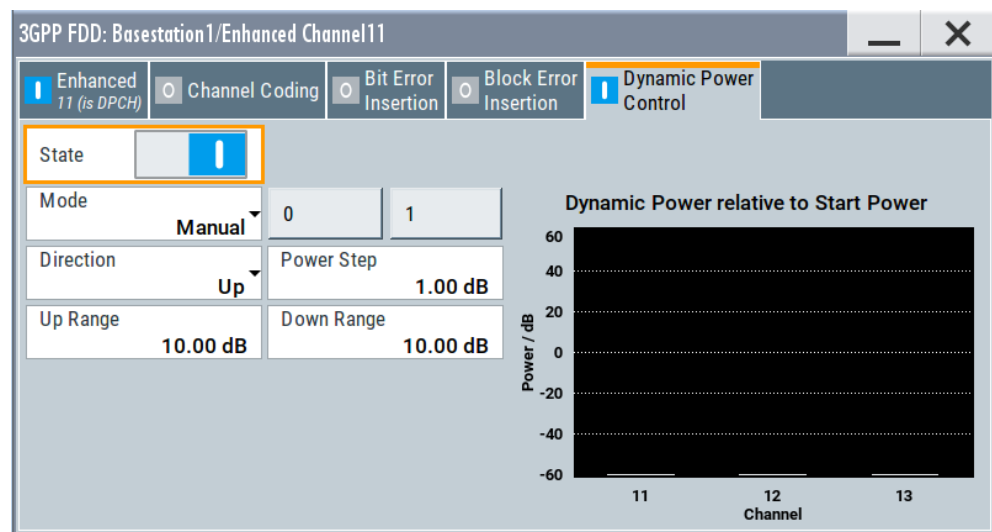 3GPP FDD: Basestation1/Enhanced Channel11
Enhanced
11 (is DPCH)
O Channel Coding
O Bit Error
Insertion
O Block Error
Insertion
Dynamic Power
Control
State
Mode
Manual
0 1
Direction
Up
Power Step
1.00 dB
Up Range
10.00 dB
Down Range
10.00 dB
Dynamic Power relative to Start Power
60
40
20
0
-20
-40
-60
Power / dB
11 12 13
Channel